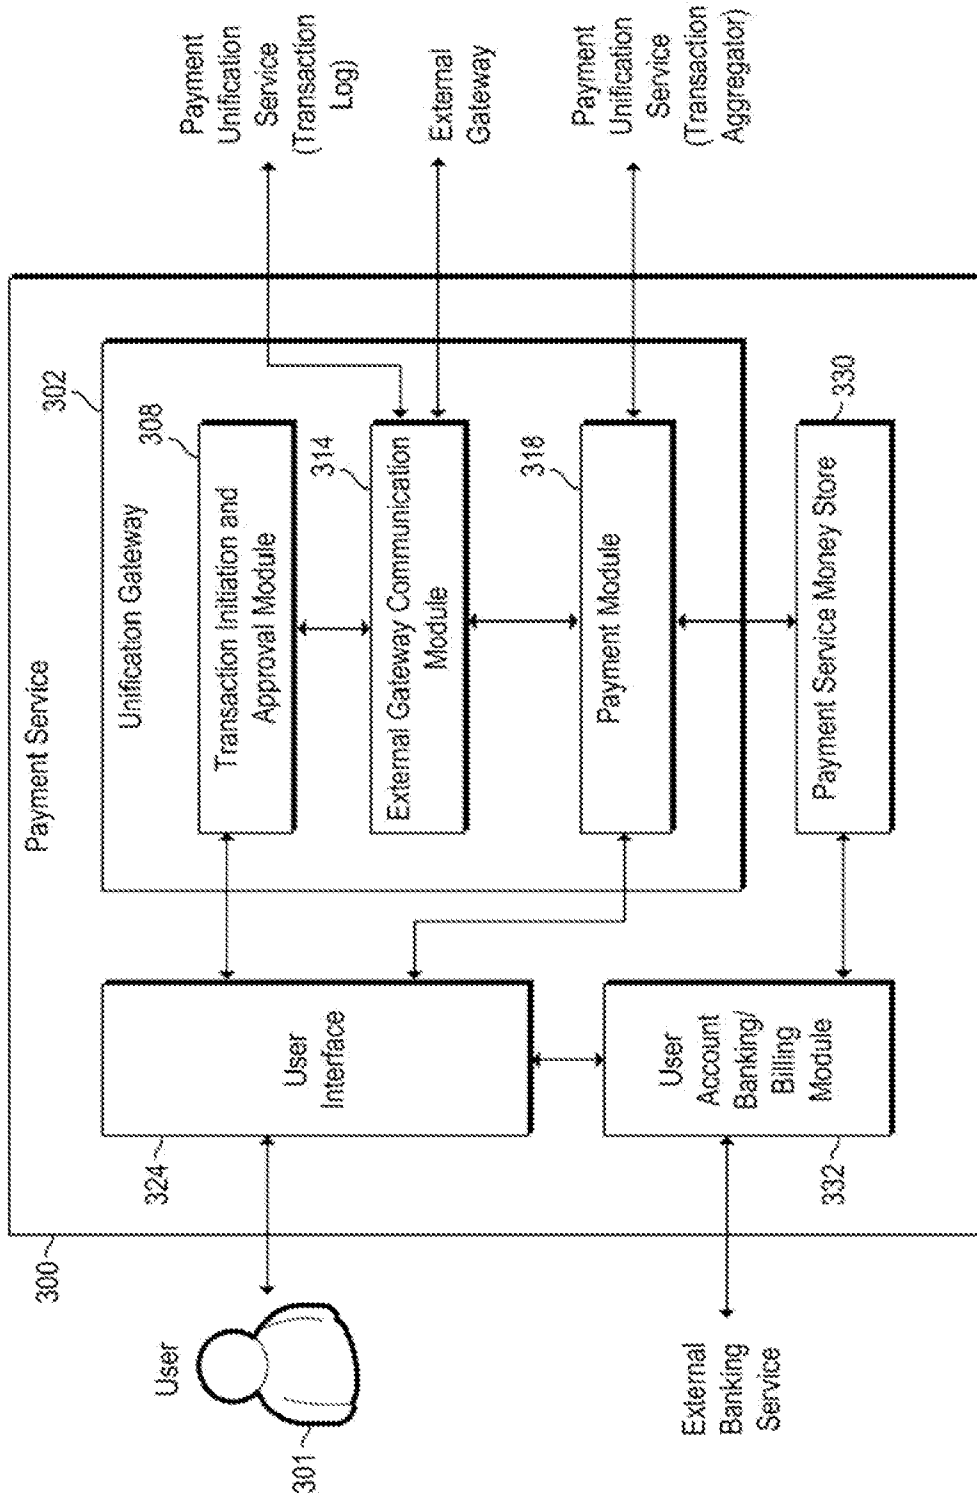 Payment Service
300
User
301
324
User
Interface
Unification Gateway
302
Transaction Initiation and
Approval Module
308
External Gateway Communication
Module
314
Payment Module
318
Payment
Unification
Service
(Transaction
Log)
External
Gateway
Payment
Unification
Service
(Transaction
Aggregator)
External
Banking
Service
User
Account
Banking/
Billing
Module
332
Payment Service Money Store
330